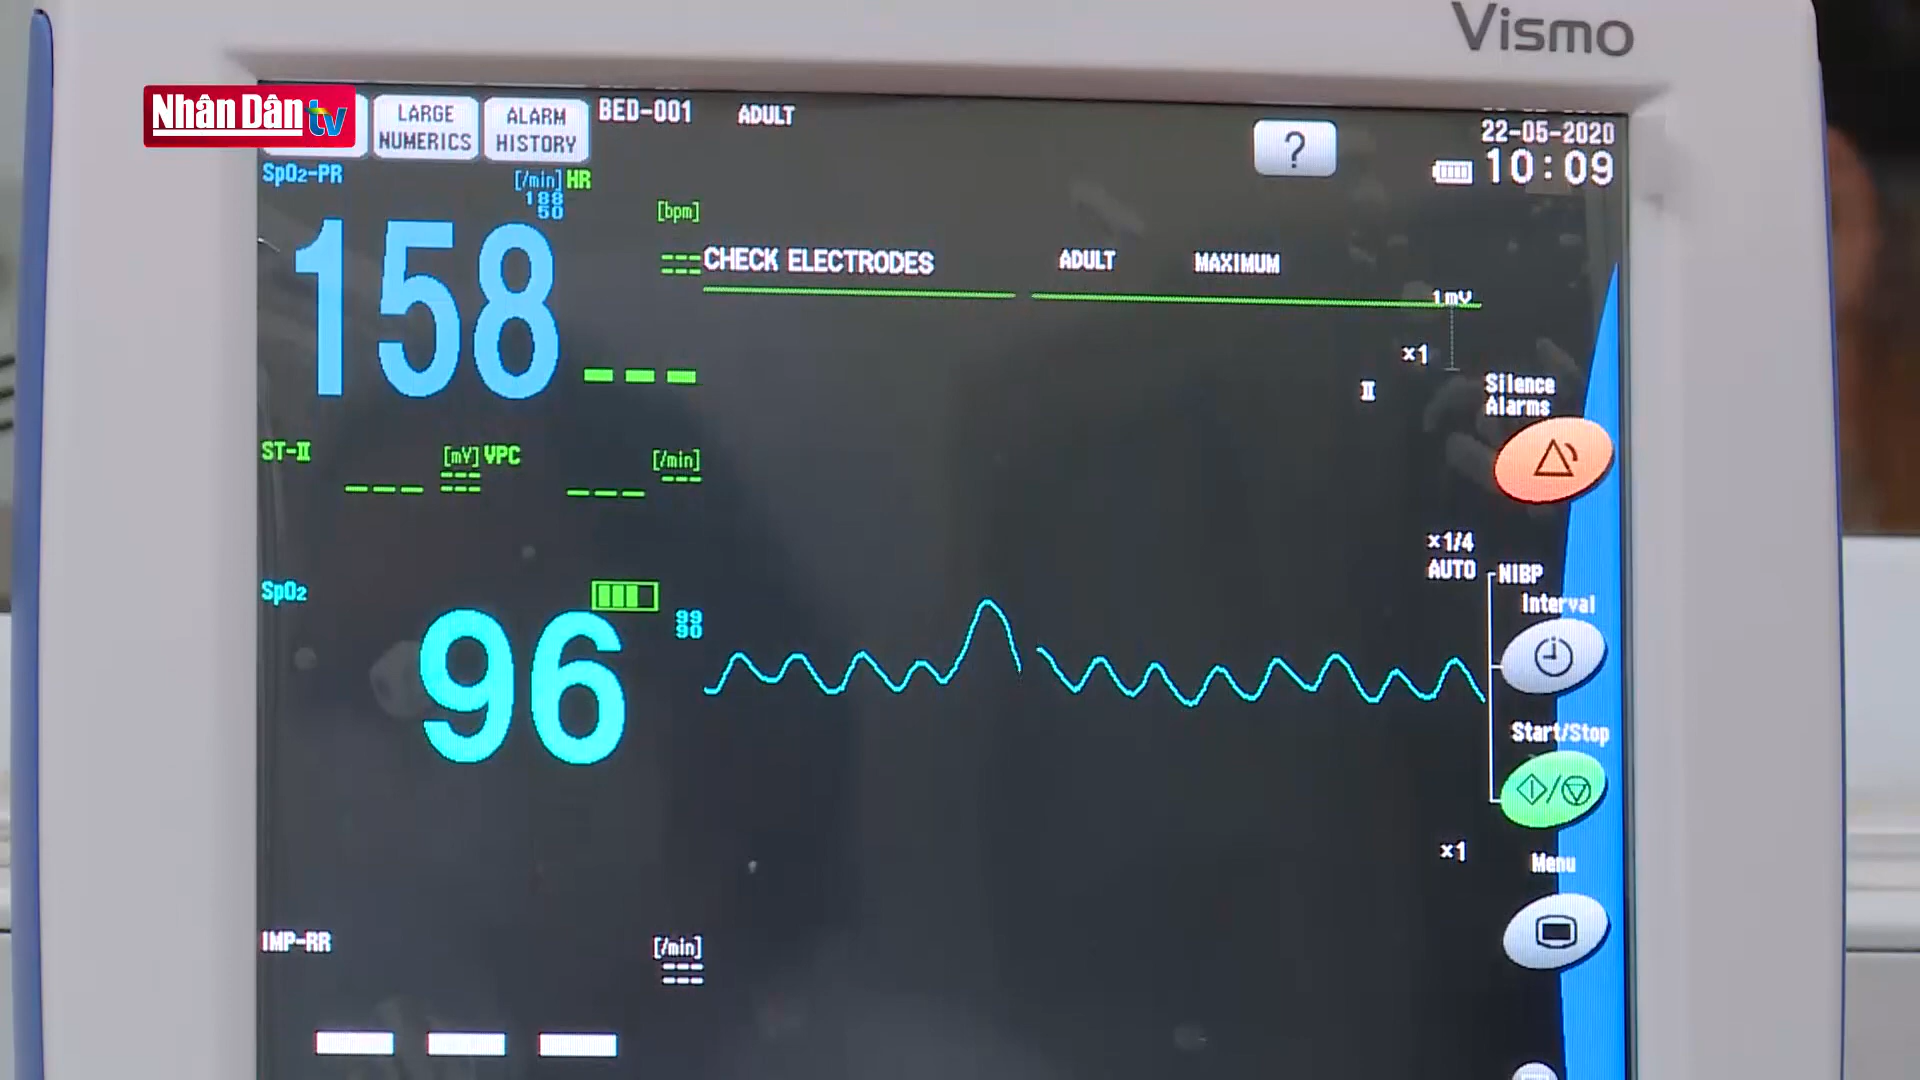 Vismo
Nhân Dân tv
LARGE NUMERICS
ALARM HISTORY
BED-001
ADULT
?
22-05-2020
10:09
SpO2-PR
[/min]
188
50
158
HR
[bpm]
---
CHECK ELECTRODES
ADULT
MAXIMUM
1mV
×1
II
Silence
Alarms
ST-II
[mV]
---
VPC
[/min]
---
×1/4
AUTO
NIBP
Interval
SpO2
99
90
96
Start/Stop
×1
Menu
IMP-RR
[/min]
---